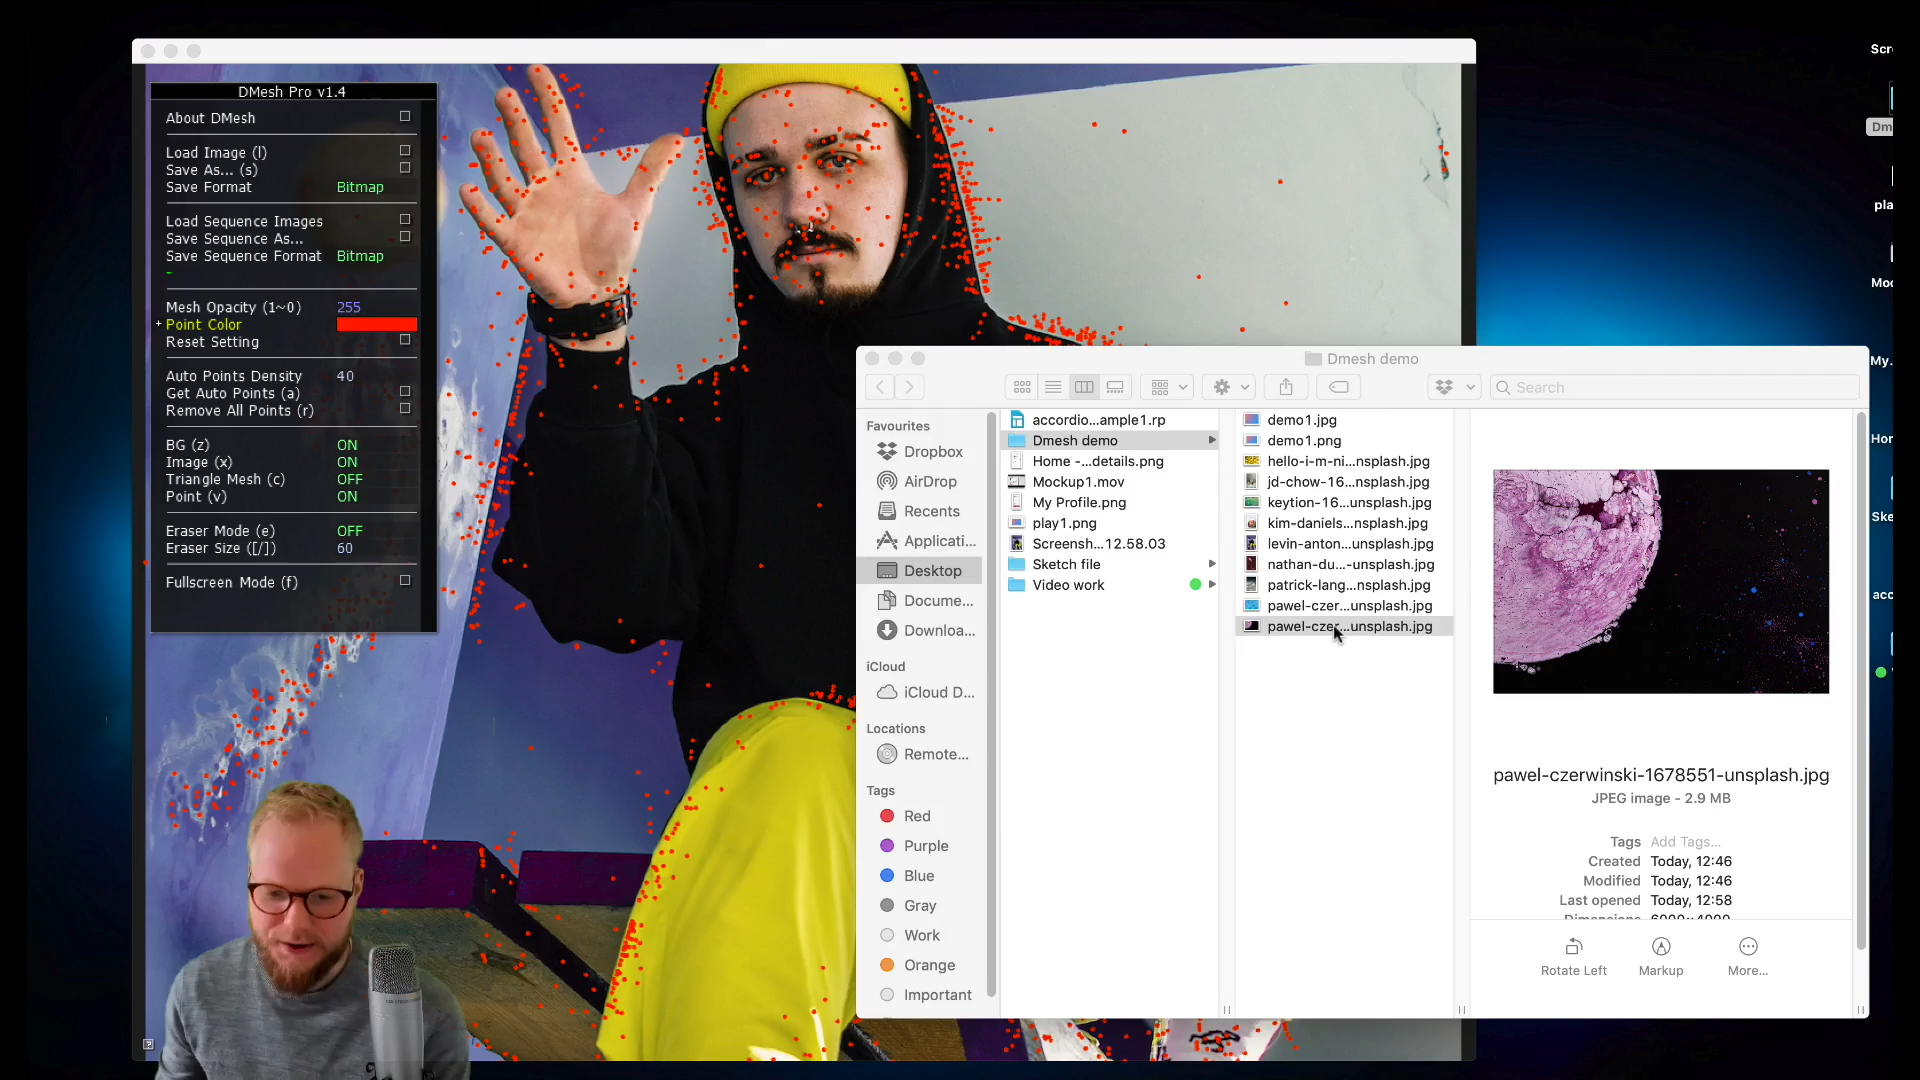 DMesh Pro v1.4
About DMesh
Load Image (l)
Save As... (s)
Save Format Bitmap
Load Sequence Images
Save Sequence As...
Save Sequence Format Bitmap
-
Mesh Opacity (1~0) 255
+ Point Color
Reset Setting
Auto Points Density 40
Get Auto Points (a)
Remove All Points (r)
BG (z) ON
Image (x) ON
Triangle Mesh (c) OFF
Point (v) ON
Eraser Mode (e) OFF
Eraser Size ([/]) 60
Fullscreen Mode (f)
Dmesh demo
Search
Favourites
Dropbox
AirDrop
Recents
Applicati...
Desktop
Docume...
Downloa...
iCloud
iCloud D...
Locations
Remote...
Tags
Red
Purple
Blue
Gray
Work
Orange
Important
accordio...ample1.rp
Dmesh demo
Home -...details.png
Mockup1.mov
My Profile.png
play1.png
Screensh...12.58.03
Sketch file
Video work
demo1.jpg
demo1.png
hello-i-m-ni...nsplash.jpg
jd-chow-16...nsplash.jpg
keytion-16...unsplash.jpg
kim-daniels...nsplash.jpg
levin-anton...unsplash.jpg
nathan-du...-unsplash.jpg
patrick-lang...nsplash.jpg
pawel-czer...unsplash.jpg
pawel-czer...unsplash.jpg
pawel-czerwinski-1678551-unsplash.jpg
JPEG image - 2.9 MB
Tags Add Tags...
Created Today, 12:46
Modified Today, 12:46
Last opened Today, 12:58
Dimensions 6000×4000
Rotate Left
Markup
More...
Scr
Dm
pla
Moc
My.
Hor
Ske
acc